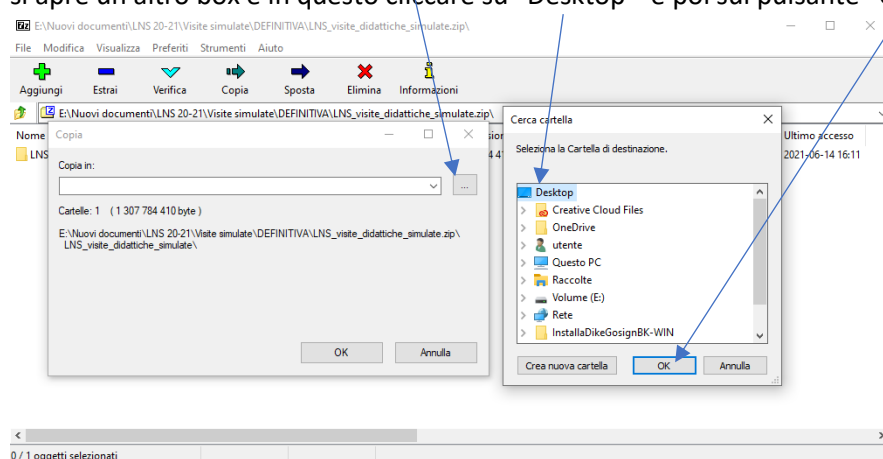 si apre un altro box e in questo cliccare su "Desktop" e poi sul pulsante "
E:\Nuovi documenti\LNS 20-21\Visite simulate\DEFINITIVA\LNS_visite_didattiche_simulate.zip\
File Modifica Visualizza Preferiti Strumenti Aiuto
Aggiungi Estrai Verifica Copia Sposta Elimina Informazioni
E:\Nuovi documenti\LNS 20-21\Visite simulate\DEFINITIVA\LNS_visite_didattiche_simulate.zip\
Nome
Ultimo accesso
LNS
2021-06-14 16:11
Copia
Copia in:
...
Cartelle: 1 ( 1 307 784 410 byte )
E:\Nuovi documenti\LNS 20-21\Visite simulate\DEFINITIVA\LNS_visite_didattiche_simulate.zip\
LNS_visite_didattiche_simulate\
OK Annulla
Cerca cartella
Seleziona la Cartella di destinazione.
Desktop
Creative Cloud Files
OneDrive
utente
Questo PC
Raccolte
Volume (E:)
Rete
InstallaDikeGosignBK-WIN
Crea nuova cartella OK Annulla
0 / 1 oggetti selezionati